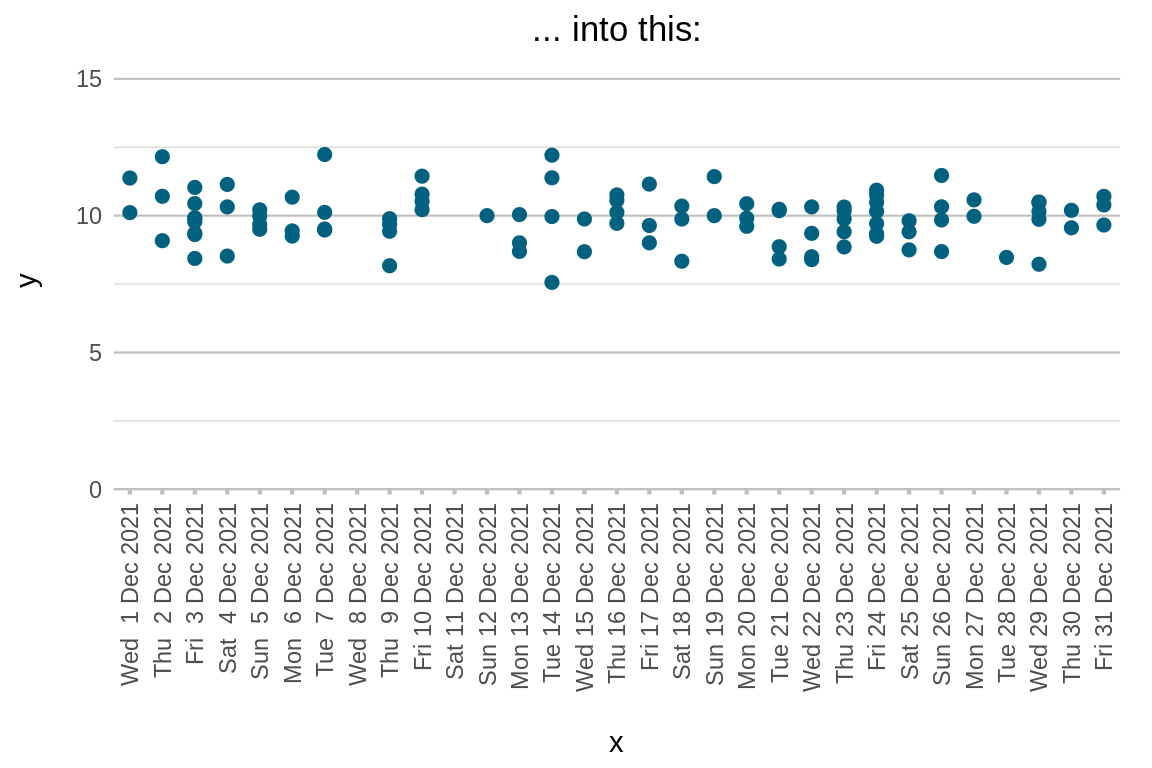 ... into this:
15
10
y
5
0
Wed  1 Dec 2021
Thu  2 Dec 2021
Fri  3 Dec 2021
Sat  4 Dec 2021
Sun  5 Dec 2021
Mon  6 Dec 2021
Tue  7 Dec 2021
Wed  8 Dec 2021
Thu  9 Dec 2021
Fri 10 Dec 2021
Sat 11 Dec 2021
Sun 12 Dec 2021
Mon 13 Dec 2021
Tue 14 Dec 2021
Wed 15 Dec 2021
Thu 16 Dec 2021
Fri 17 Dec 2021
Sat 18 Dec 2021
Sun 19 Dec 2021
Mon 20 Dec 2021
Tue 21 Dec 2021
Wed 22 Dec 2021
Thu 23 Dec 2021
Fri 24 Dec 2021
Sat 25 Dec 2021
Sun 26 Dec 2021
Mon 27 Dec 2021
Tue 28 Dec 2021
Wed 29 Dec 2021
Thu 30 Dec 2021
Fri 31 Dec 2021
x